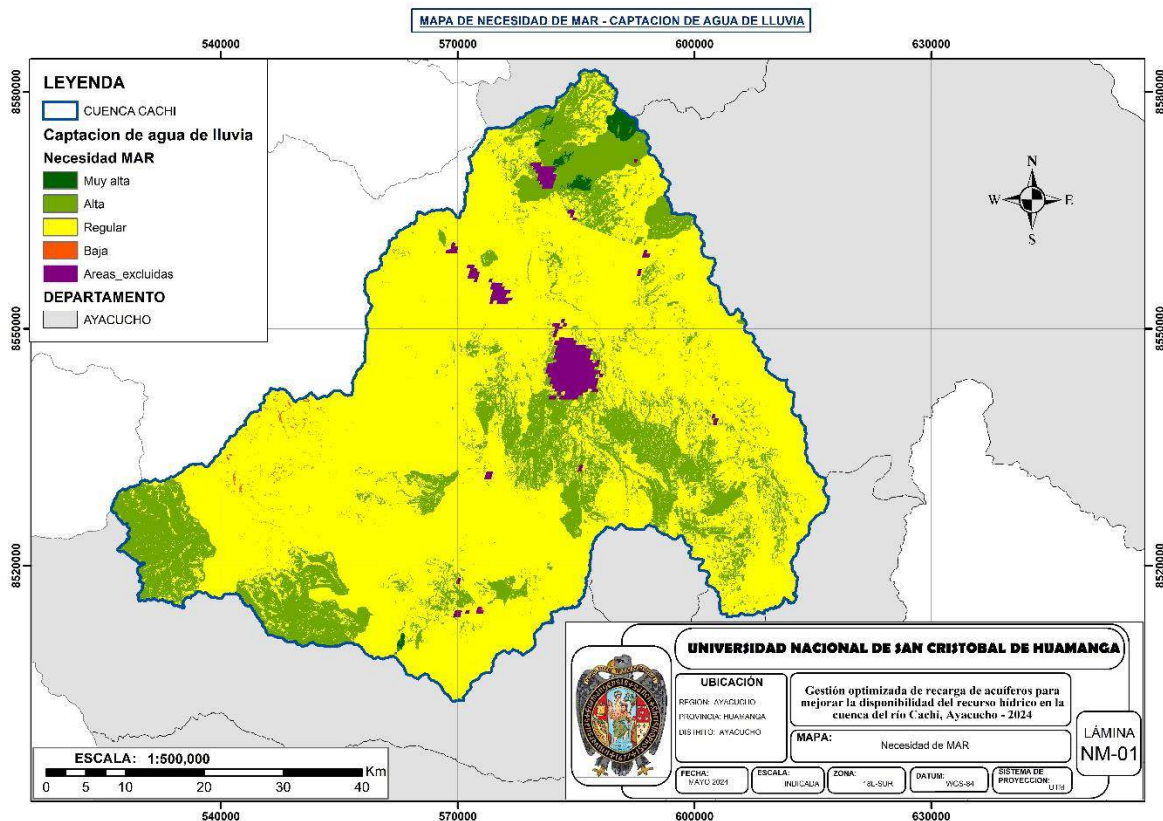 MAPA DE NECESIDAD DE MAR - CAPTACION DE AGUA DE LLUVIA
540000
570000
600000
630000
8580000
8580000
LEYENDA
CUENCA CACHI
Captacion de agua de lluvia
Necesidad MAR
Muy alta
Alta
Regular
Baja
Areas_excluidas
DEPARTAMENTO
AYACUCHO
N
W
E
S
8550000
8550000
8520000
8520000
UNIVERSIDAD NACIONAL DE SAN CRISTOBAL DE HUAMANGA
UBICACIÓN
REGION: AYACUCHO
PROVINCIA: HUAMANGA
DISTRITO: AYACUCHO
Gestión optimizada de recarga de acuíferos para
mejorar la disponibilidad del recurso hídrico en la
cuenca del río Cachi, Ayacucho - 2024
MAPA:
Necesidad de MAR
LÁMINA
NM-01
FECHA:
MAYO 2024
ESCALA:
INDICADA
ZONA:
18L-SUR
DATUM:
WGS-84
SISTEMA DE
PROYECCION:
UTM
ESCALA: 1:500,000
0 5 10 20 30 40
Km
540000
570000
600000
630000